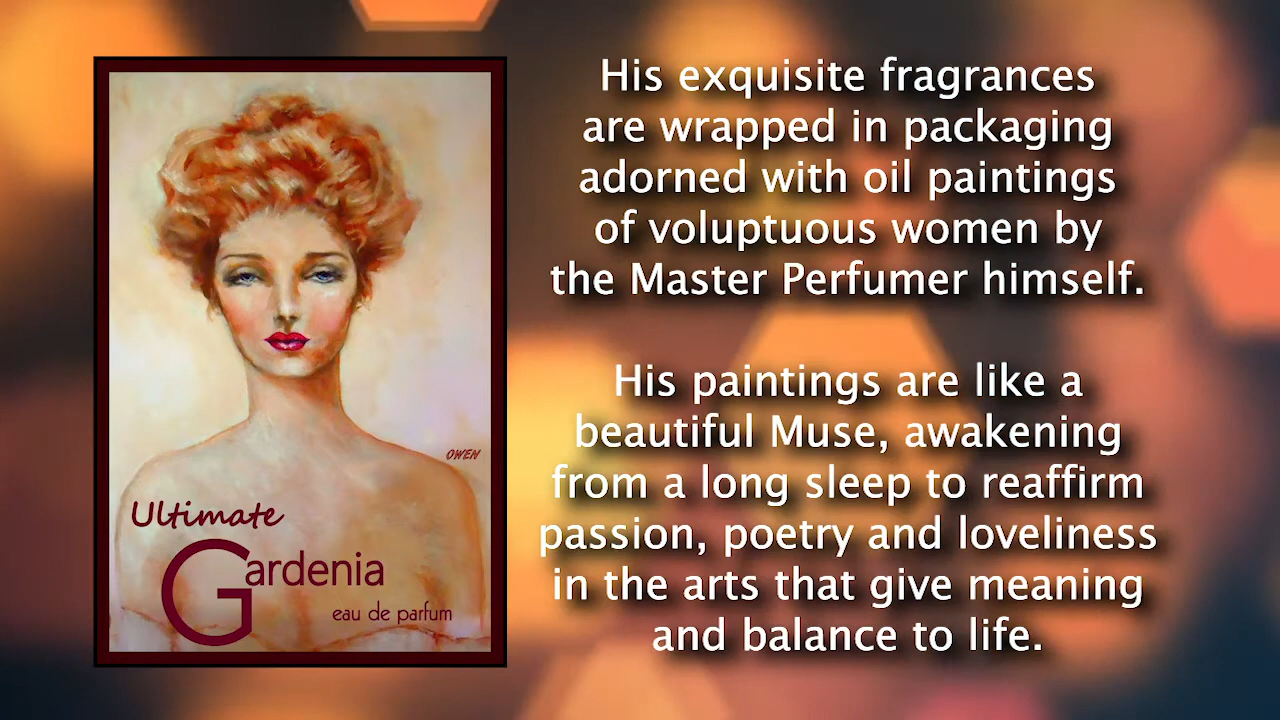 His exquisite fragrances
are wrapped in packaging
adorned with oil paintings
of voluptuous women by
the Master Perfumer himself.
His paintings are like a
beautiful Muse, awakening
from a long sleep to reaffirm
passion, poetry and loveliness
in the arts that give meaning
and balance to life.
OWEN
Ultimate
Gardenia
eau de parfum